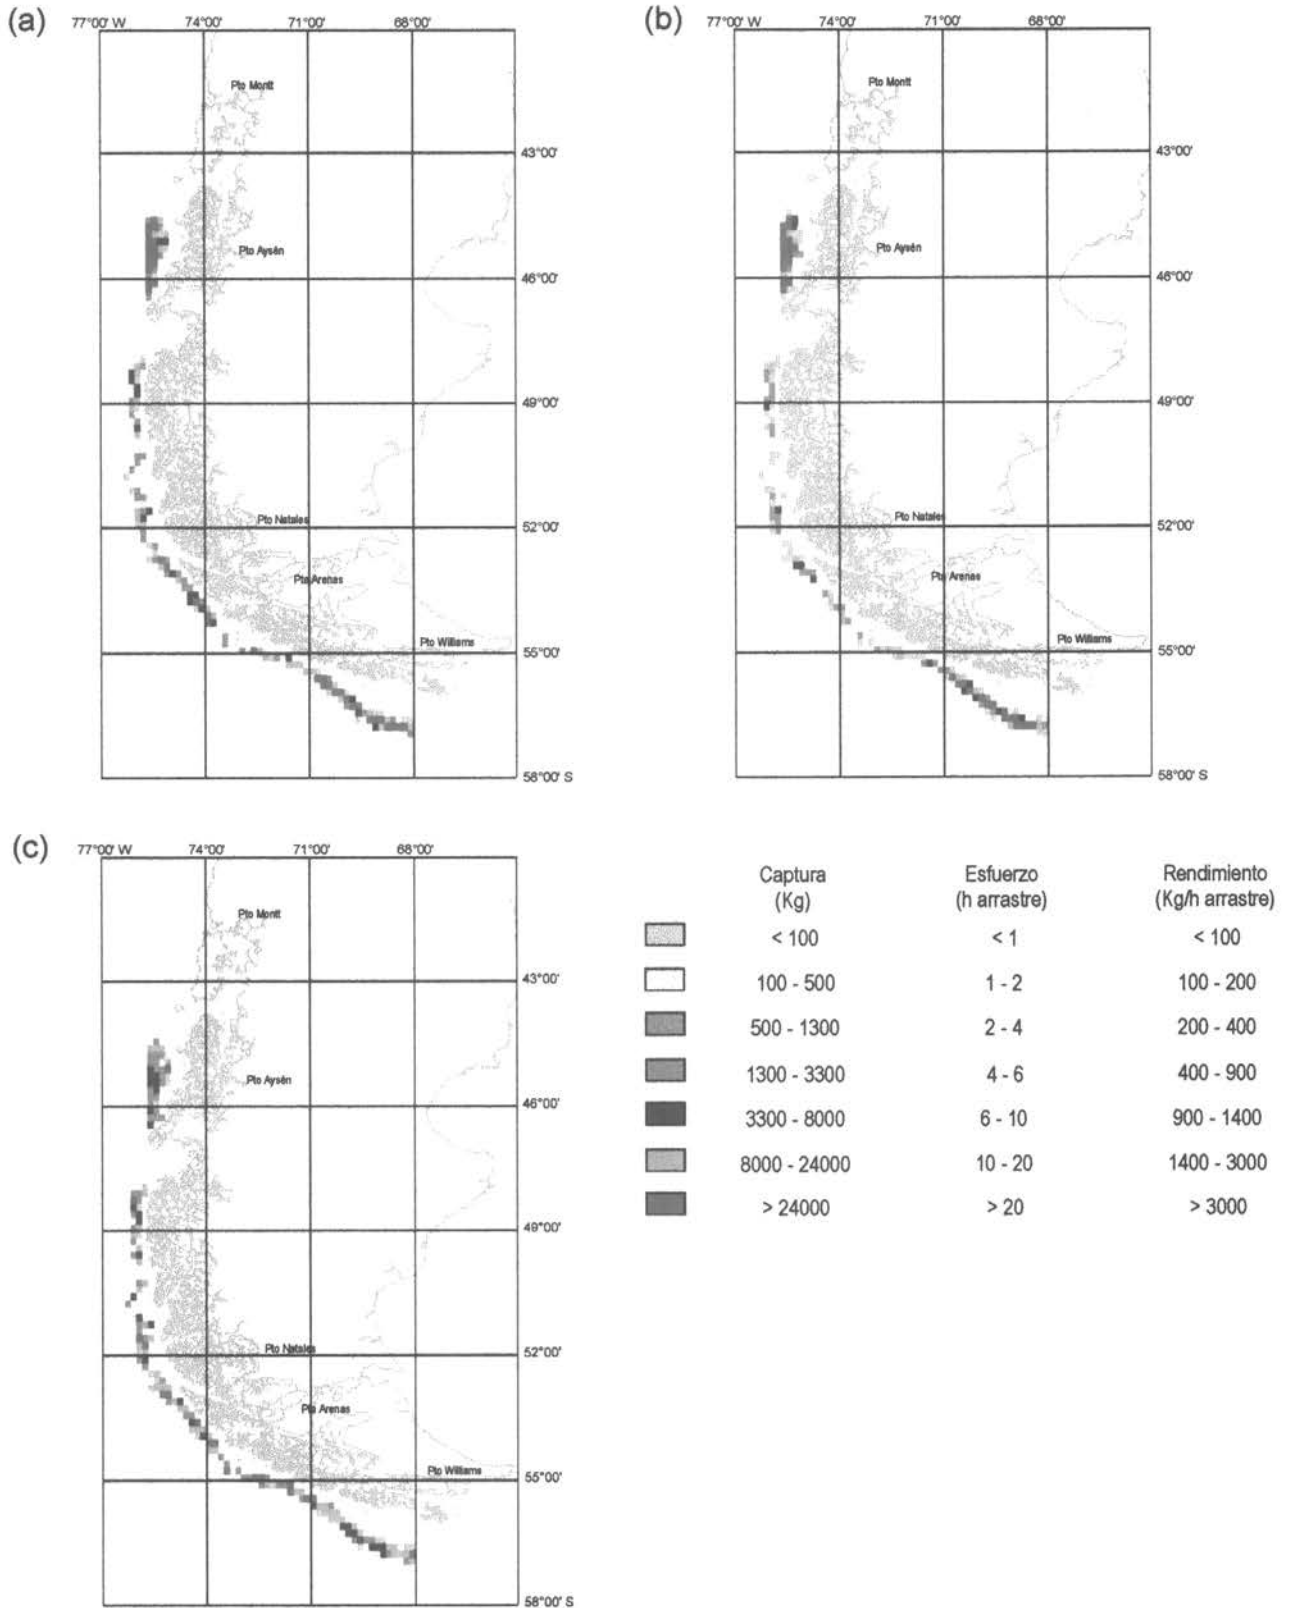 (a)
77°00' W 74°00' 71°00' 68°00'
Pto Montt
43°00'
Pto Aysén
46°00'
49°00'
Pto Natales
52°00'
Pta Arenas
Pto Williams
55°00'
58°00' S
(b)
77°00' W 74°00' 71°00' 68°00'
Pto Montt
43°00'
Pto Aysén
46°00'
49°00'
Pto Natales
52°00'
Pta Arenas
Pto Williams
55°00'
58°00' S
(c)
77°00' W 74°00' 71°00' 68°00'
Pto Montt
43°00'
Pto Aysén
46°00'
49°00'
Pto Natales
52°00'
Pta Arenas
Pto Williams
55°00'
58°00' S
Captura Esfuerzo Rendimiento
(Kg) (h arrastre) (Kg/h arrastre)
< 100 < 1 < 100
100 - 500 1 - 2 100 - 200
500 - 1300 2 - 4 200 - 400
1300 - 3300 4 - 6 400 - 900
3300 - 8000 6 - 10 900 - 1400
8000 - 24000 10 - 20 1400 - 3000
> 24000 > 20 > 3000